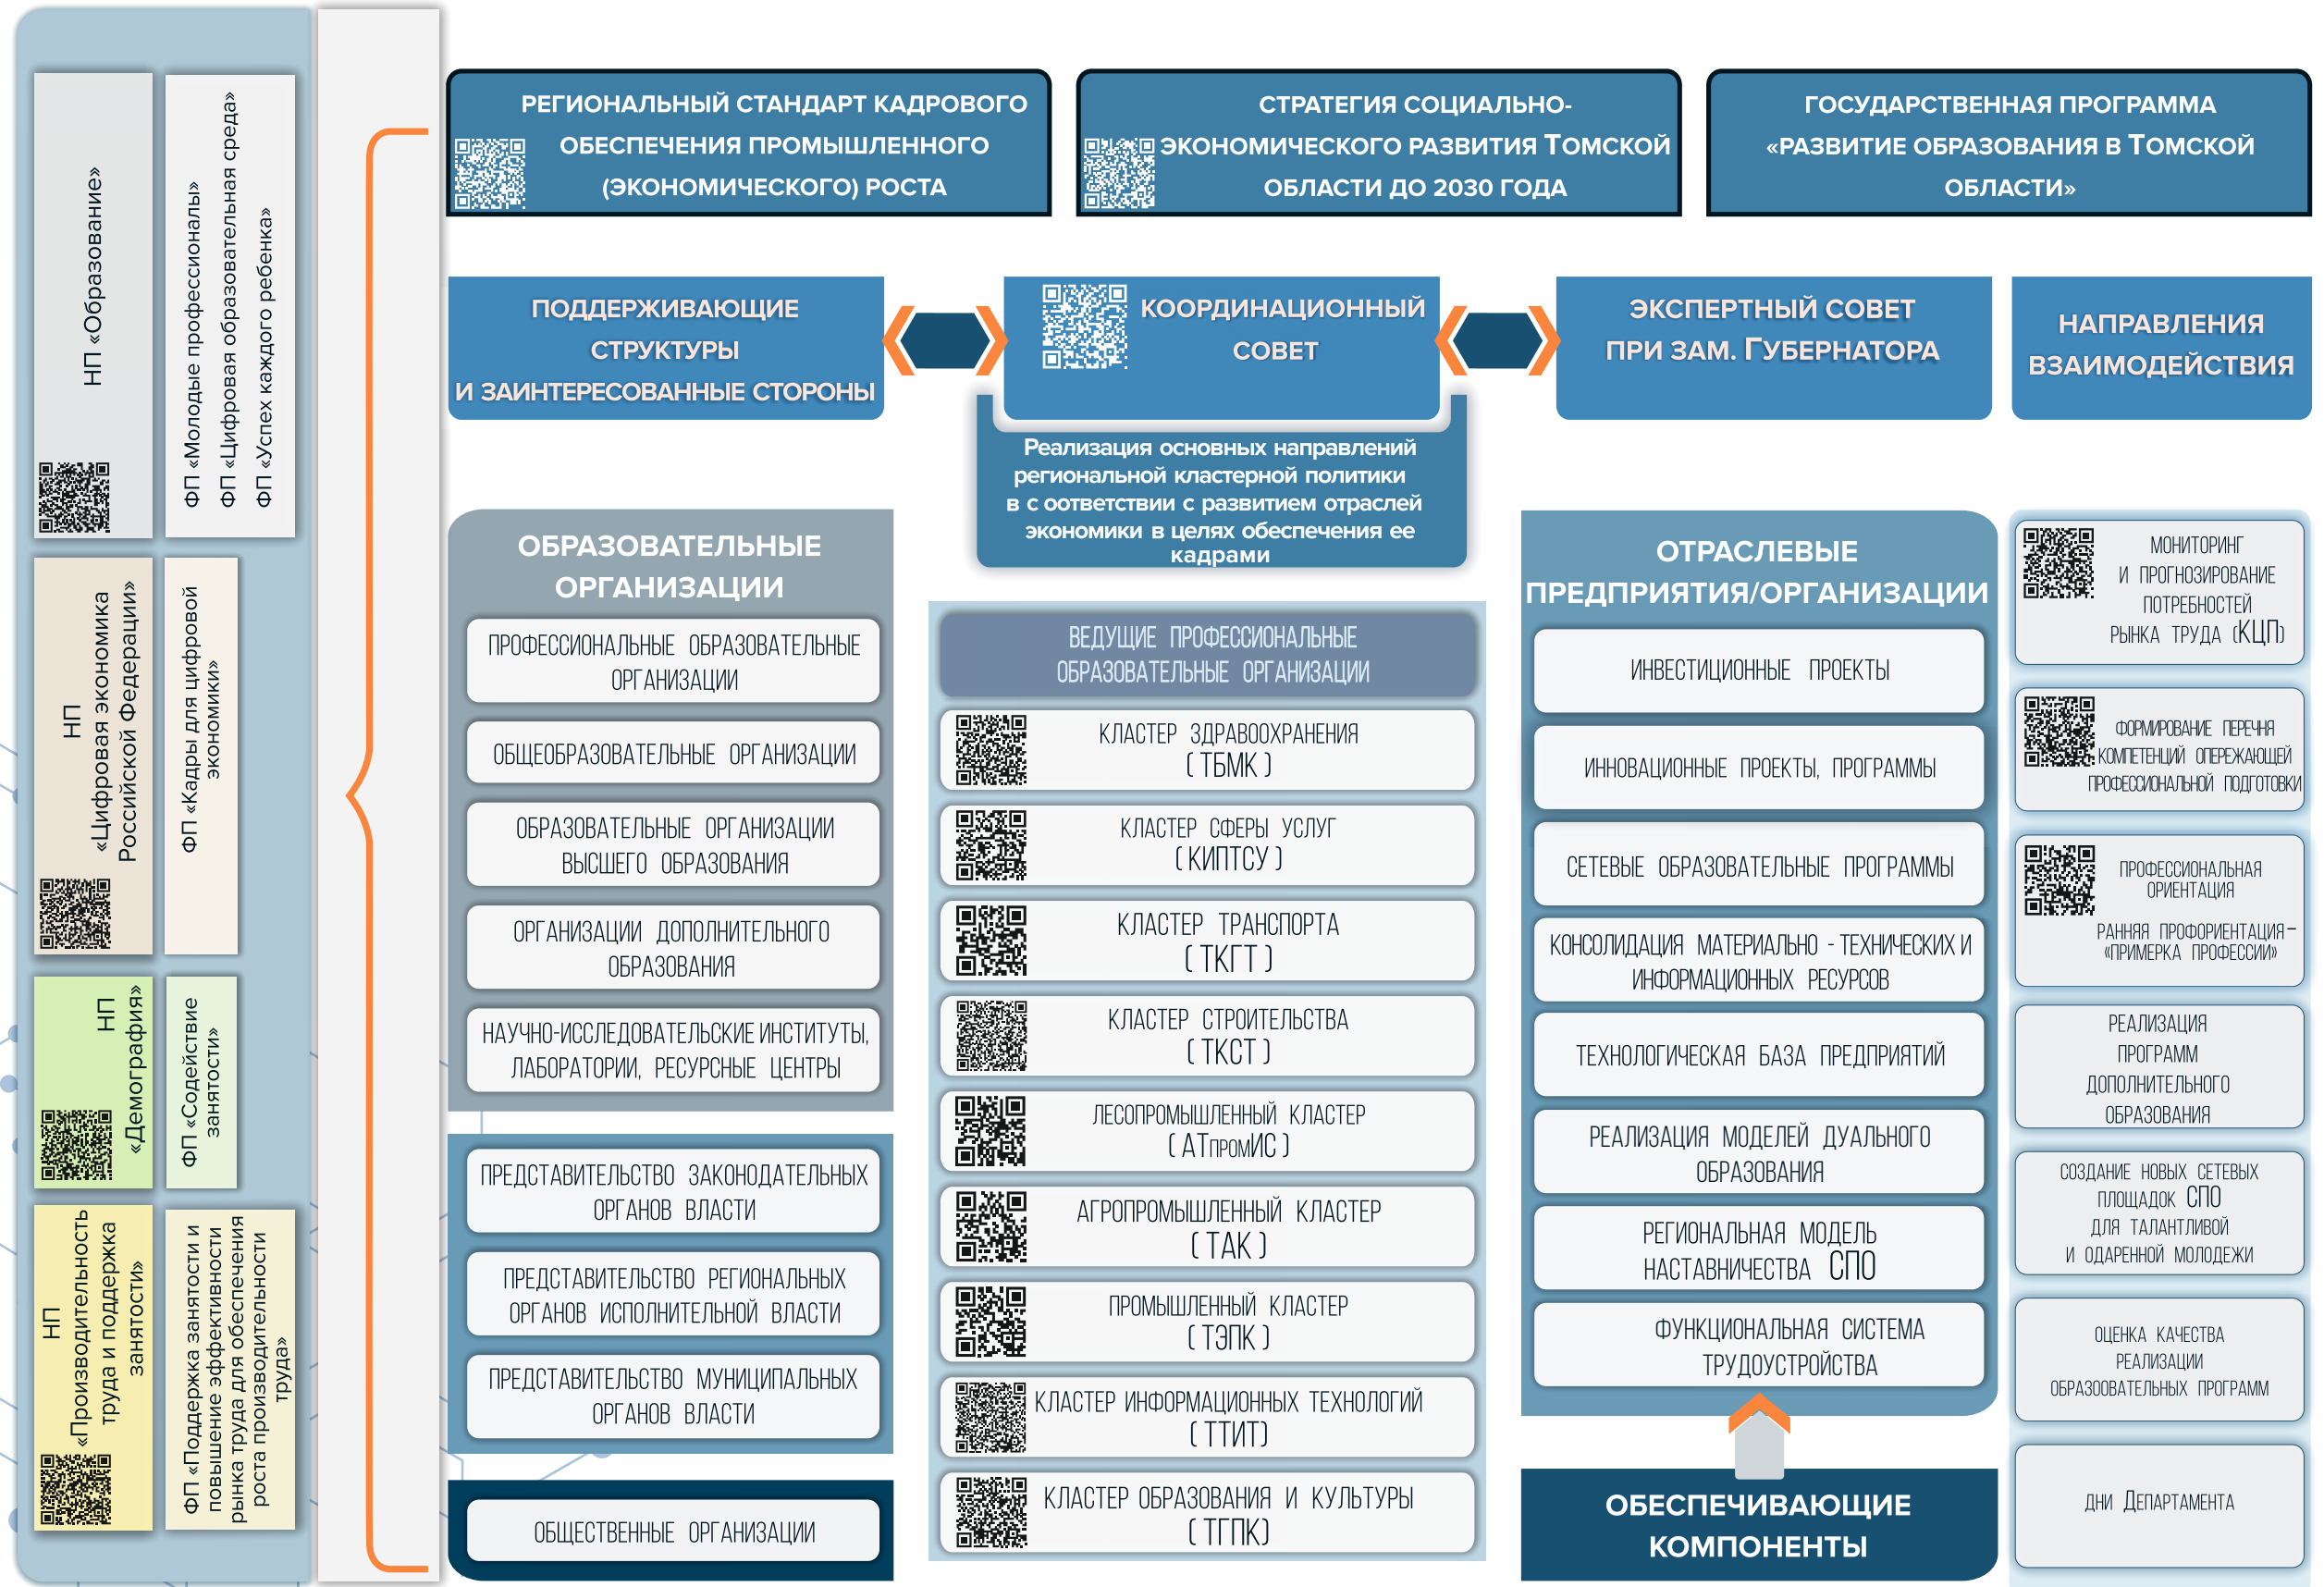 НП «Образование»
ФП «Молодые профессионалы»
ФП «Цифровая образовательная среда»
ФП «Успех каждого ребенка»
НП
«Цифровая экономика
Российской Федерации»
ФП «Кадры для цифровой
экономики»
НП
«Демография»
ФП «Содействие
занятости»
НП
«Производительность
труда и поддержка
занятости»
ФП «Поддержка занятости и
повышение эффективности
рынка труда для обеспечения
роста производительности
труда»
РЕГИОНАЛЬНЫЙ СТАНДАРТ КАДРОВОГО
ОБЕСПЕЧЕНИЯ ПРОМЫШЛЕННОГО
(ЭКОНОМИЧЕСКОГО) РОСТА
СТРАТЕГИЯ СОЦИАЛЬНО-
ЭКОНОМИЧЕСКОГО РАЗВИТИЯ ТОМСКОЙ
ОБЛАСТИ ДО 2030 ГОДА
ГОСУДАРСТВЕННАЯ ПРОГРАММА
«РАЗВИТИЕ ОБРАЗОВАНИЯ В ТОМСКОЙ
ОБЛАСТИ»
ПОДДЕРЖИВАЮЩИЕ
СТРУКТУРЫ
И ЗАИНТЕРЕСОВАННЫЕ СТОРОНЫ
КООРДИНАЦИОННЫЙ
СОВЕТ
ЭКСПЕРТНЫЙ СОВЕТ
ПРИ ЗАМ. ГУБЕРНАТОРА
НАПРАВЛЕНИЯ
ВЗАИМОДЕЙСТВИЯ
Реализация основных направлений
региональной кластерной политики
в с оответствии с развитием отраслей
экономики в целях обеспечения ее
кадрами
ОБРАЗОВАТЕЛЬНЫЕ
ОРГАНИЗАЦИИ
ПРОФЕССИОНАЛЬНЫЕ ОБРАЗОВАТЕЛЬНЫЕ
ОРГАНИЗАЦИИ
ОБЩЕОБРАЗОВАТЕЛЬНЫЕ ОРГАНИЗАЦИИ
ОБРАЗОВАТЕЛЬНЫЕ ОРГАНИЗАЦИИ
ВЫСШЕГО ОБРАЗОВАНИЯ
ОРГАНИЗАЦИИ ДОПОЛНИТЕЛЬНОГО
ОБРАЗОВАНИЯ
НАУЧНО-ИССЛЕДОВАТЕЛЬСКИЕ ИНСТИТУТЫ,
ЛАБОРАТОРИИ, РЕСУРСНЫЕ ЦЕНТРЫ
ПРЕДСТАВИТЕЛЬСТВО ЗАКОНОДАТЕЛЬНЫХ
ОРГАНОВ ВЛАСТИ
ПРЕДСТАВИТЕЛЬСТВО РЕГИОНАЛЬНЫХ
ОРГАНОВ ИСПОЛНИТЕЛЬНОЙ ВЛАСТИ
ПРЕДСТАВИТЕЛЬСТВО МУНИЦИПАЛЬНЫХ
ОРГАНОВ ВЛАСТИ
ОБЩЕСТВЕННЫЕ ОРГАНИЗАЦИИ
ВЕДУЩИЕ ПРОФЕССИОНАЛЬНЫЕ
ОБРАЗОВАТЕЛЬНЫЕ ОРГАНИЗАЦИИ
КЛАСТЕР ЗДРАВООХРАНЕНИЯ
( ТБМК )
КЛАСТЕР СФЕРЫ УСЛУГ
( КИПТСУ )
КЛАСТЕР ТРАНСПОРТА
( ТКГТ )
КЛАСТЕР СТРОИТЕЛЬСТВА
( ТКСТ )
ЛЕСОПРОМЫШЛЕННЫЙ КЛАСТЕР
( АТпромИС )
АГРОПРОМЫШЛЕННЫЙ КЛАСТЕР
( ТАК )
ПРОМЫШЛЕННЫЙ КЛАСТЕР
( ТЭПК )
КЛАСТЕР ИНФОРМАЦИОННЫХ ТЕХНОЛОГИЙ
( ТТИТ)
КЛАСТЕР ОБРАЗОВАНИЯ И КУЛЬТУРЫ
( ТГПК)
ОТРАСЛЕВЫЕ
ПРЕДПРИЯТИЯ/ОРГАНИЗАЦИИ
ИНВЕСТИЦИОННЫЕ ПРОЕКТЫ
ИННОВАЦИОННЫЕ ПРОЕКТЫ, ПРОГРАММЫ
СЕТЕВЫЕ ОБРАЗОВАТЕЛЬНЫЕ ПРОГРАММЫ
КОНСОЛИДАЦИЯ МАТЕРИАЛЬНО - ТЕХНИЧЕСКИХ И
ИНФОРМАЦИОННЫХ РЕСУРСОВ
ТЕХНОЛОГИЧЕСКАЯ БАЗА ПРЕДПРИЯТИЙ
РЕАЛИЗАЦИЯ МОДЕЛЕЙ ДУАЛЬНОГО
ОБРАЗОВАНИЯ
РЕГИОНАЛЬНАЯ МОДЕЛЬ
НАСТАВНИЧЕСТВА СПО
ФУНКЦИОНАЛЬНАЯ СИСТЕМА
ТРУДОУСТРОЙСТВА
ОБЕСПЕЧИВАЮЩИЕ
КОМПОНЕНТЫ
МОНИТОРИНГ
И ПРОГНОЗИРОВАНИЕ
ПОТРЕБНОСТЕЙ
РЫНКА ТРУДА (КЦП)
ФОРМИРОВАНИЕ ПЕРЕЧНЯ
КОМПЕТЕНЦИЙ ОПЕРЕЖАЮЩЕЙ
ПРОФЕССИОНАЛЬНОЙ ПОДГОТОВКИ
ПРОФЕССИОНАЛЬНАЯ
ОРИЕНТАЦИЯ
РАННЯЯ ПРОФОРИЕНТАЦИЯ –
«ПРИМЕРКА ПРОФЕССИИ»
РЕАЛИЗАЦИЯ
ПРОГРАММ
ДОПОЛНИТЕЛЬНОГО
ОБРАЗОВАНИЯ
СОЗДАНИЕ НОВЫХ СЕТЕВЫХ
ПЛОЩАДОК СПО
ДЛЯ ТАЛАНТЛИВОЙ
И ОДАРЕННОЙ МОЛОДЕЖИ
ОЦЕНКА КАЧЕСТВА
РЕАЛИЗАЦИИ
ОБРАЗООВАТЕЛЬНЫХ ПРОГРАММ
ДНИ ДЕПАРТАМЕНТА